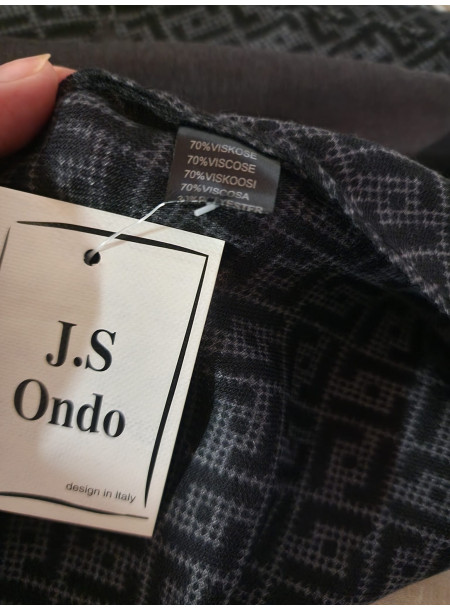 70%VISKOSE
70%VISCOSE
70%VISKOOSI
70%VISCOSA
J.S
Ondo
design in Italy